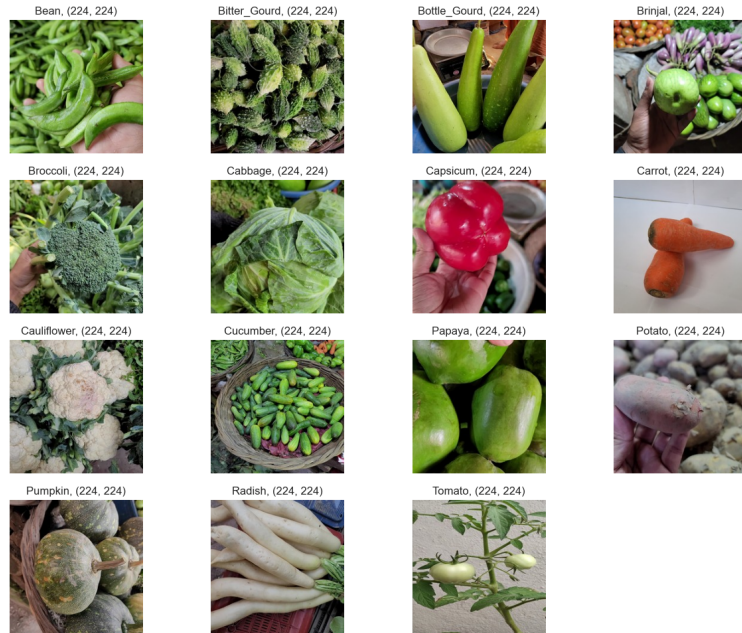 Bean, (224, 224)
Bitter_Gourd, (224, 224)
Bottle_Gourd, (224, 224)
Brinjal, (224, 224)
Broccoli, (224, 224)
Cabbage, (224, 224)
Capsicum, (224, 224)
Carrot, (224, 224)
Cauliflower, (224, 224)
Cucumber, (224, 224)
Papaya, (224, 224)
Potato, (224, 224)
Pumpkin, (224, 224)
Radish, (224, 224)
Tomato, (224, 224)